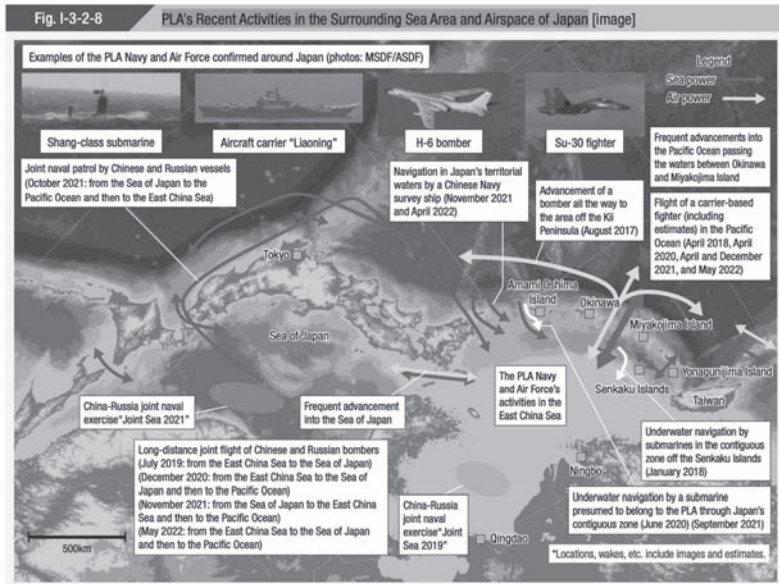 Fig. I-3-2-8
PLA's Recent Activities in the Surrounding Sea Area and Airspace of Japan [image]
Examples of the PLA Navy and Air Force confirmed around Japan (photos: MSDF/ASDF)
Legend
Sea power
Air power
Shang-class submarine
Aircraft carrier "Liaoning"
H-6 bomber
Su-30 fighter
Joint naval patrol by Chinese and Russian vessels
(October 2021: from the Sea of Japan to the
Pacific Ocean and then to the East China Sea)
Navigation in Japan's territorial
waters by a Chinese Navy
survey ship (November 2021
and April 2022)
Advancement of a
bomber all the way to
the area off the Kii
Peninsula (August 2017)
Frequent advancements into
the Pacific Ocean passing
the waters between Okinawa
and Miyakojima Island
Flight of a carrier-based
fighter (including
estimates) in the Pacific
Ocean (April 2018, April
2020, April and December
2021, and May 2022)
Tokyo
Sea of Japan
Amami Oshima
Island
Okinawa
Miyakojima Island
Senkaku Islands
Yonagunijima Island
Taiwan
China-Russia joint naval
exercise"Joint Sea 2021"
Frequent advancement
into the Sea of Japan
The PLA Navy
and Air Force's
activities in the
East China Sea
Long-distance joint flight of Chinese and Russian bombers
(July 2019: from the East China Sea to the Sea of Japan)
(December 2020: from the East China Sea to the Sea of
Japan and then to the Pacific Ocean)
(November 2021: from the Sea of Japan to the East China
Sea and then to the Pacific Ocean)
(May 2022: from the East China Sea to the Sea of Japan
and then to the Pacific Ocean)
China-Russia
joint naval
exercise"Joint
Sea 2019"
Ningbo
Qingdao
Underwater navigation by
submarines in the contiguous
zone off the Senkaku Islands
(January 2018)
Underwater navigation by a submarine
presumed to belong to the PLA through Japan's
contiguous zone (June 2020) (September 2021)
500km
*Locations, wakes, etc. include images and estimates.